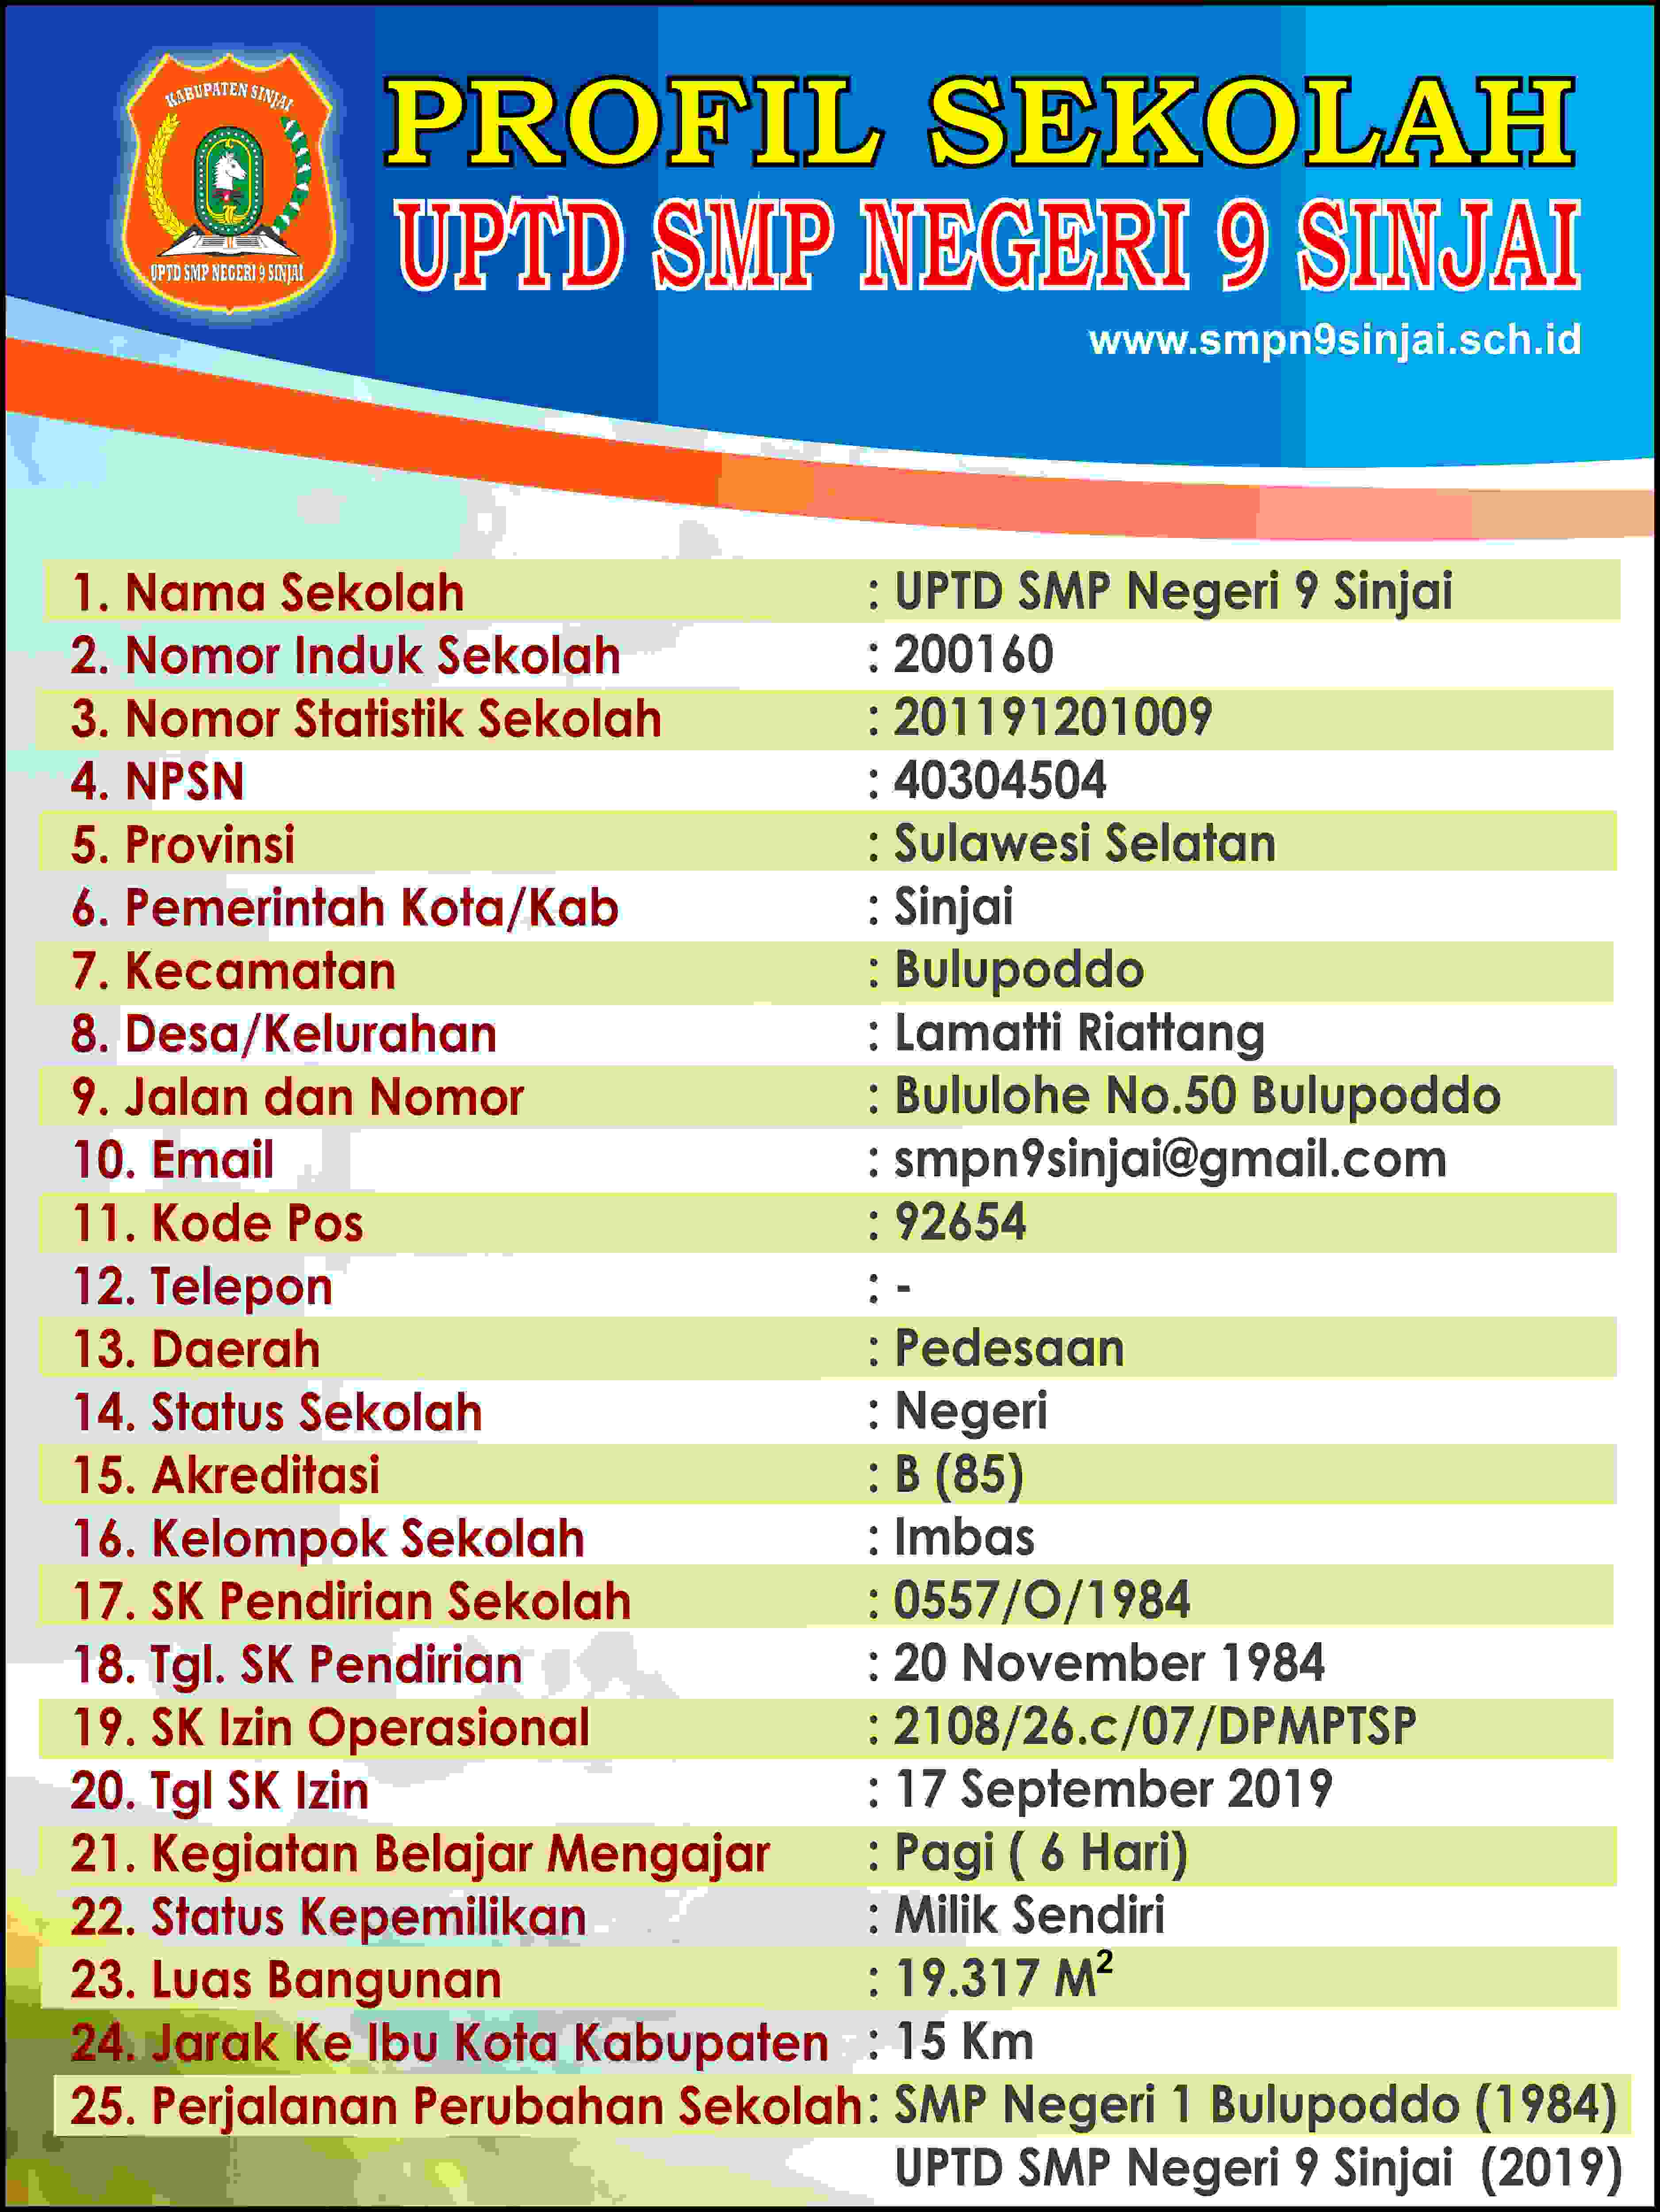 KABUPATEN SINJAI
UPTD SMP NEGERI 9 SINJAI
PROFIL SEKOLAH
UPTD SMP NEGERI 9 SINJAI
www.smpn9sinjai.sch.id
1. Nama Sekolah : UPTD SMP Negeri 9 Sinjai
2. Nomor Induk Sekolah : 200160
3. Nomor Statistik Sekolah : 201191201009
4. NPSN : 40304504
5. Provinsi : Sulawesi Selatan
6. Pemerintah Kota/Kab : Sinjai
7. Kecamatan : Bulupoddo
8. Desa/Kelurahan : Lamatti Riattang
9. Jalan dan Nomor : Bululohe No.50 Bulupoddo
10. Email : smpn9sinjai@gmail.com
11. Kode Pos : 92654
12. Telepon : -
13. Daerah : Pedesaan
14. Status Sekolah : Negeri
15. Akreditasi : B (85)
16. Kelompok Sekolah : Imbas
17. SK Pendirian Sekolah : 0557/O/1984
18. Tgl. SK Pendirian : 20 November 1984
19. SK Izin Operasional : 2108/26.c/07/DPMPTSP
20. Tgl SK Izin : 17 September 2019
21. Kegiatan Belajar Mengajar : Pagi ( 6 Hari)
22. Status Kepemilikan : Milik Sendiri
23. Luas Bangunan : 19.317 M²
24. Jarak Ke Ibu Kota Kabupaten : 15 Km
25. Perjalanan Perubahan Sekolah : SMP Negeri 1 Bulupoddo (1984)
UPTD SMP Negeri 9 Sinjai (2019)